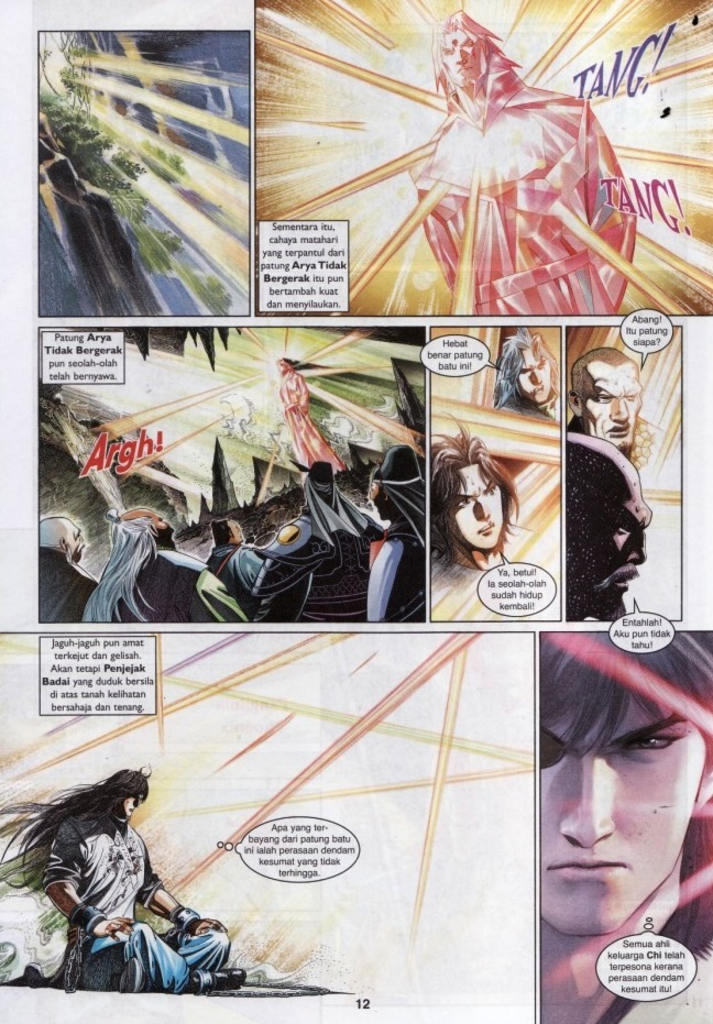 TANG!
TANG!
Sementara itu,
cahaya matahari
yang terpantul dari
patung Arya Tidak
Bergerak itu pun
bertambah kuat
dan menyilaukan.
Patung Arya
Tidak Bergerak
pun seolah-olah
telah bernyawa.
Argh!
Hebat
benar patung
batu ini!
Ya, betul!
Ia seolah-olah
sudah hidup
kembali!
Abang!
Itu patung
siapa?
Entahlah!
Aku pun tidak
tahu!
Jaguh-jaguh pun amat
terkejut dan gelisah.
Akan tetapi Penjejak
Badai yang duduk bersila
di atas tanah kelihatan
bersahaja dan tenang.
Apa yang ter-
bayang dari patung batu
ini ialah perasaan dendam
kesumat yang tidak
terhingga.
Semua ahli
keluarga Chi telah
terpesona kerana
dendam kesumat itu!
12